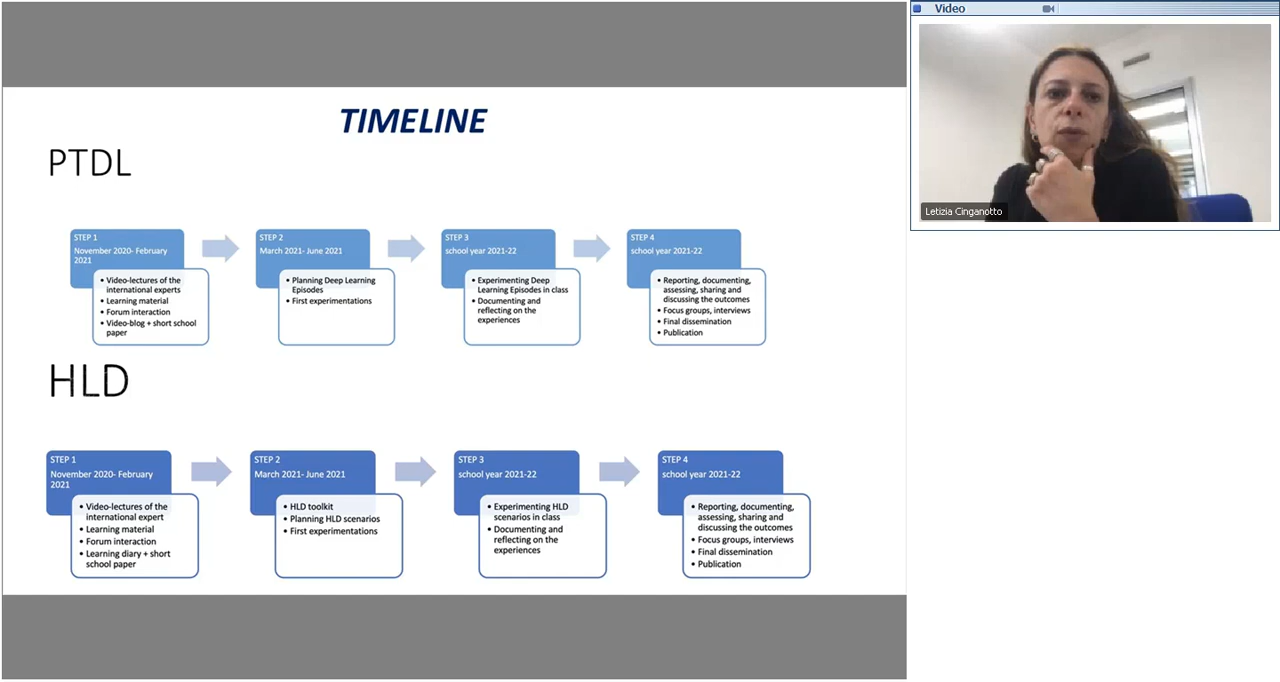 Video
Letizia Cinganotto
TIMELINE
PTDL
STEP 1
November 2020- February
2021
• Video-lectures of the
international experts
• Learning material
• Forum interaction
• Video-blog + short school
paper
STEP 2
March 2021- June 2021
• Planning Deep Learning
Episodes
• First experimentations
STEP 3
school year 2021-22
• Experimenting Deep
Learning Episodes in class
• Documenting and
reflecting on the
experiences
STEP 4
school year 2021-22
• Reporting, documenting,
assessing, sharing and
discussing the outcomes
• Focus groups, interviews
• Final dissemination
• Publication
HLD
STEP 1
November 2020- February
2021
• Video-lectures of the
international expert
• Learning material
• Forum interaction
• Learning diary + short
school paper
STEP 2
March 2021- June 2021
• HLD toolkit
• Planning HLD scenarios
• First experimentations
STEP 3
school year 2021-22
• Experimenting HLD
scenarios in class
• Documenting and
reflecting on the
experiences
STEP 4
school year 2021-22
• Reporting, documenting,
assessing, sharing and
discussing the outcomes
• Focus groups, interviews
• Final dissemination
• Publication